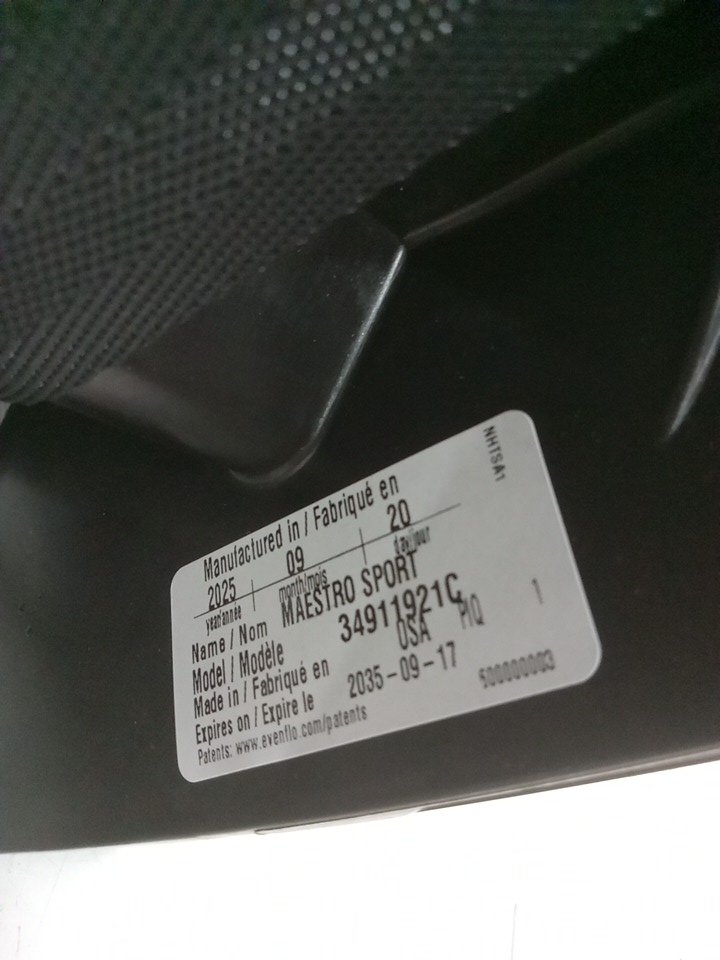 NHTSA1
Manufactured in / Fabriqué en
2025 09 20
year/année month/mois day/jour
Name / Nom MAESTRO SPORT
Model / Modèle 34911921C
Made in / Fabriqué en USA PIQ 1
Expires on / Expire le 2035-09-17
Patents: www.evenflo.com/patents 500000003